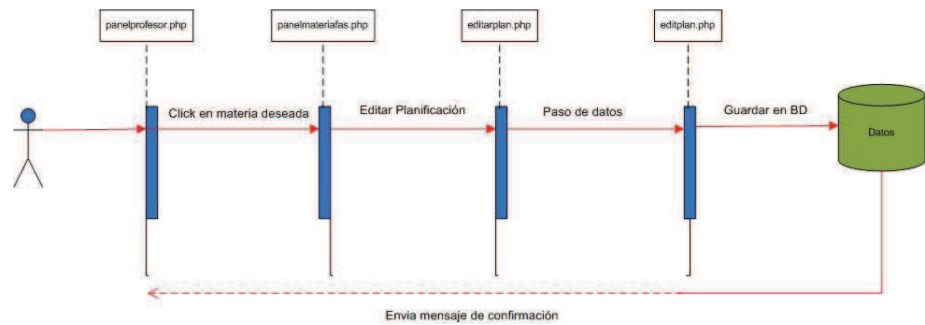 panelprofesor.php
panelmateriafas.php
editarplan.php
editplan.php
Click en materia deseada
Editar Planificación
Paso de datos
Guardar en BD
Datos
Envia mensaje de confirmación